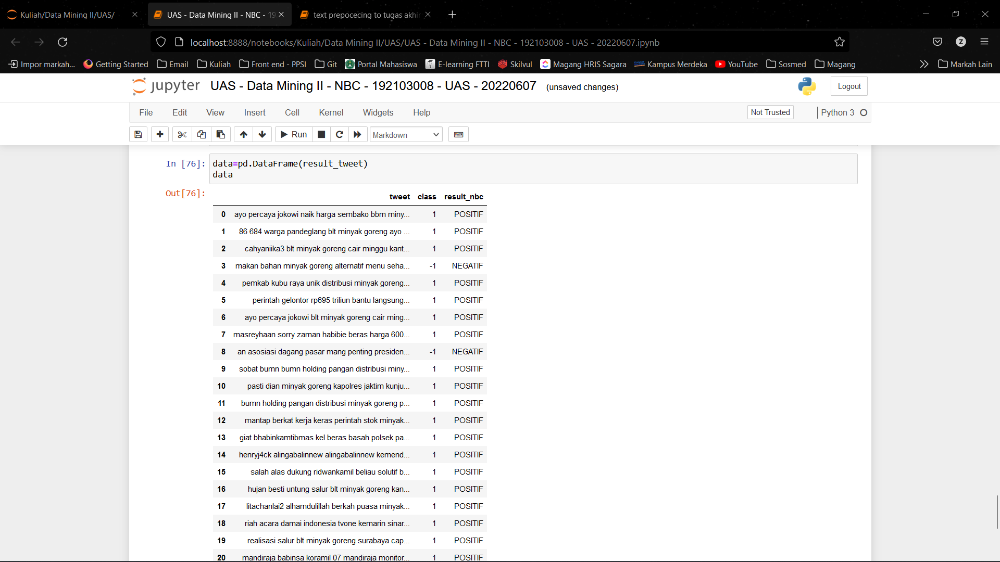 Kuliah/Data Mining II/UAS/
UAS - Data Mining II - NBC - 19
text prepocecing to tugas akhir
localhost:8888/notebooks/Kuliah/Data Mining II/UAS/UAS - Data Mining II - NBC - 192103008 - UAS - 20220607.ipynb
Z
Impor markah... Getting Started Email Kuliah Front end - PPSI Git Portal Mahasiswa E-learning FTTI Skilvul Magang HRIS Sagara Kampus Merdeka YouTube Sosmed Magang Markah Lain
jupyter UAS - Data Mining II - NBC - 192103008 - UAS - 20220607 (unsaved changes) Logout
File Edit View Insert Cell Kernel Widgets Help Not Trusted Python 3
Run Markdown
In [76]: data=pd.DataFrame(result_tweet)
data
Out[76]:
tweet class result_nbc
0 ayo percaya jokowi naik harga sembako bbm miny... 1 POSITIF
1 86 684 warga pandeglang blt minyak goreng ayo ... 1 POSITIF
2 cahyaniika3 blt minyak goreng cair minggu kant... 1 POSITIF
3 makan bahan minyak goreng alternatif menu seha... -1 NEGATIF
4 pemkab kubu raya unik distribusi minyak goreng... 1 POSITIF
5 perintah gelontor rp695 triliun bantu langsung... 1 POSITIF
6 ayo percaya jokowi blt minyak goreng cair ming... 1 POSITIF
7 masreyhaan sorry zaman habibie beras harga 600... 1 POSITIF
8 an asosiasi dagang pasar mang penting presiden... -1 NEGATIF
9 sobat bumn bumn holding pangan distribusi miny... 1 POSITIF
10 pasti dian minyak goreng kapolres jaktim kunju... 1 POSITIF
11 bumn holding pangan distribusi minyak goreng p... 1 POSITIF
12 mantap berkat kerja keras perintah stok minyak... 1 POSITIF
13 giat bhabinkamtibmas kel beras basah polsek pa... 1 POSITIF
14 henryj4ck alingabalinnew alingabalinnew kemend... 1 POSITIF
15 salah alas dukung ridwankamil beliau solutif b... 1 POSITIF
16 hujan besti untung salur blt minyak goreng kan... 1 POSITIF
17 litachanlai2 alhamdulillah berkah puasa minyak... 1 POSITIF
18 riah acara damai indonesia tvone kemarin sinar... 1 POSITIF
19 realisasi salur blt minyak goreng surabaya cap... 1 POSITIF
20 mandiraja babinsa koramil 07 mandiraja monitor... 1 POSITIF